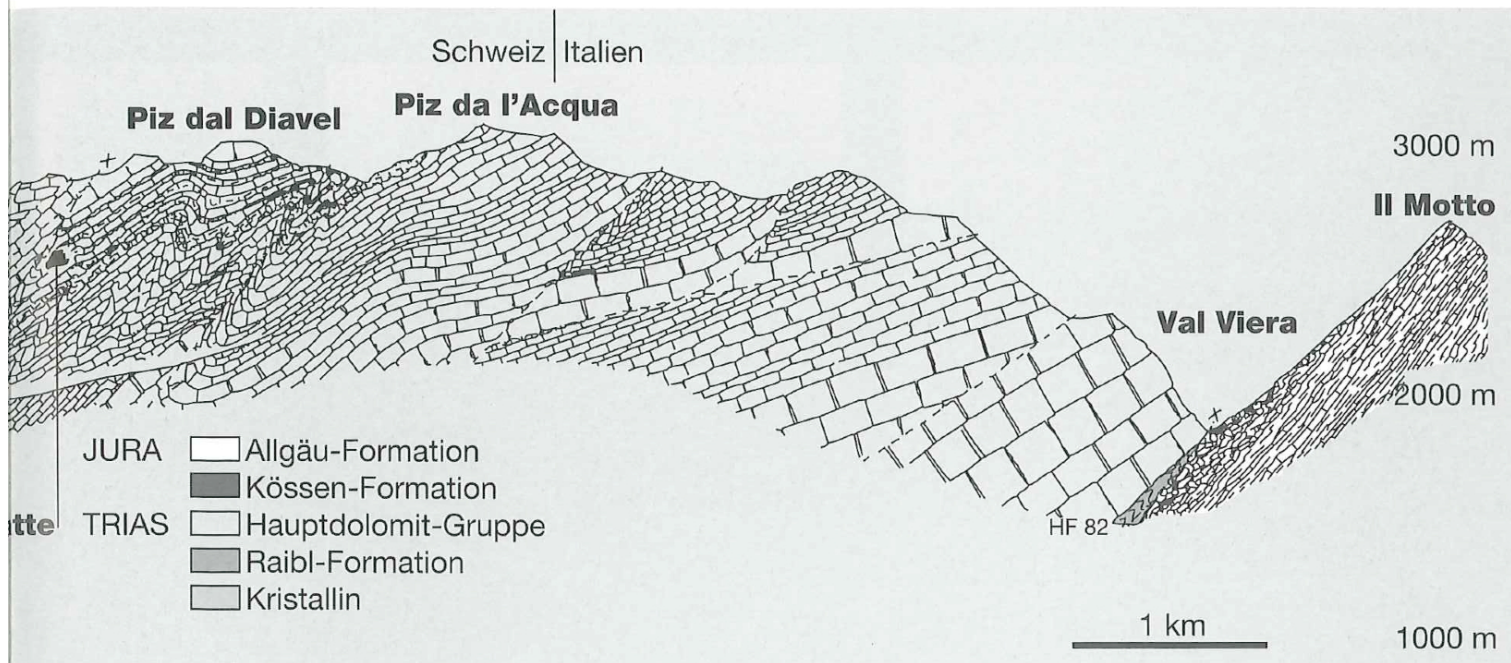 Schweiz | Italien
Piz dal Diavel
Piz da l'Acqua
3000 m
Il Motto
Val Viera
2000 m
JURA
Allgäu-Formation
Kössen-Formation
TRIAS
Hauptdolomit-Gruppe
Raibl-Formation
Kristallin
HF 82
1 km
1000 m